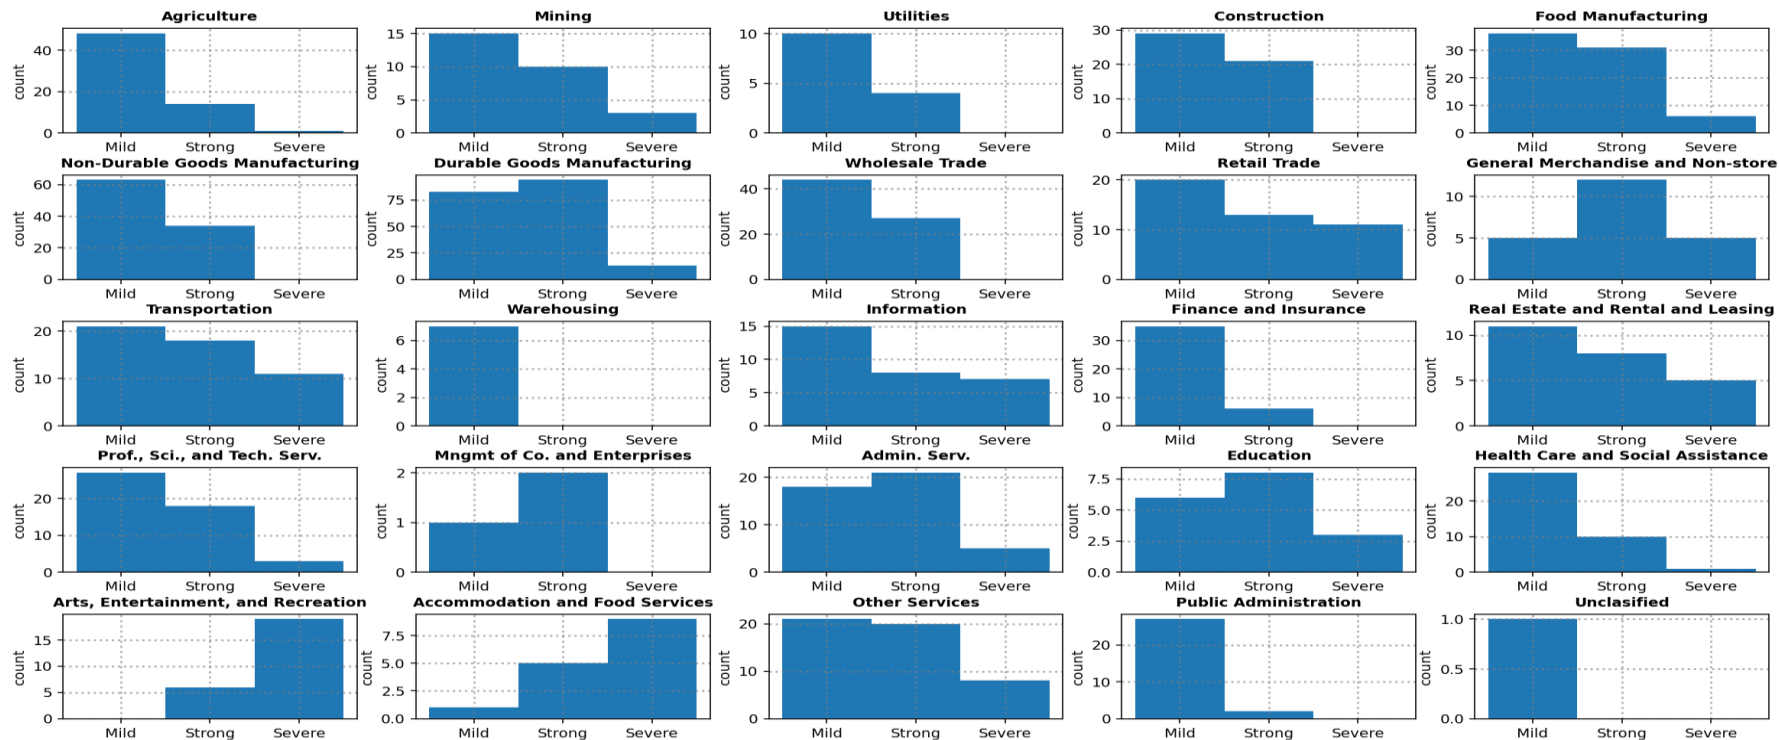 Agriculture
count
40
20
0
Mild Strong Severe
Mining
count
15
10
5
0
Mild Strong Severe
Utilities
count
10
5
0
Mild Strong Severe
Construction
count
30
20
10
0
Mild Strong Severe
Food Manufacturing
count
30
20
10
0
Mild Strong Severe
Non-Durable Goods Manufacturing
count
60
40
20
0
Mild Strong Severe
Durable Goods Manufacturing
count
75
50
25
0
Mild Strong Severe
Wholesale Trade
count
40
20
0
Mild Strong Severe
Retail Trade
count
20
10
0
Mild Strong Severe
General Merchandise and Non-store
count
10
5
0
Mild Strong Severe
Transportation
count
20
10
0
Mild Strong Severe
Warehousing
count
6
4
2
0
Mild Strong Severe
Information
count
15
10
5
0
Mild Strong Severe
Finance and Insurance
count
30
20
10
0
Mild Strong Severe
Real Estate and Rental and Leasing
count
10
5
0
Mild Strong Severe
Prof., Sci., and Tech. Serv.
count
20
10
0
Mild Strong Severe
Mngmt of Co. and Enterprises
count
2
1
0
Mild Strong Severe
Admin. Serv.
count
20
10
0
Mild Strong Severe
Education
count
7.5
5.0
2.5
0.0
Mild Strong Severe
Health Care and Social Assistance
count
20
10
0
Mild Strong Severe
Arts, Entertainment, and Recreation
count
15
10
5
0
Mild Strong Severe
Accommodation and Food Services
count
7.5
5.0
2.5
0.0
Mild Strong Severe
Other Services
count
20
10
0
Mild Strong Severe
Public Administration
count
20
10
0
Mild Strong Severe
Unclasified
count
1.0
0.5
0.0
Mild Strong Severe